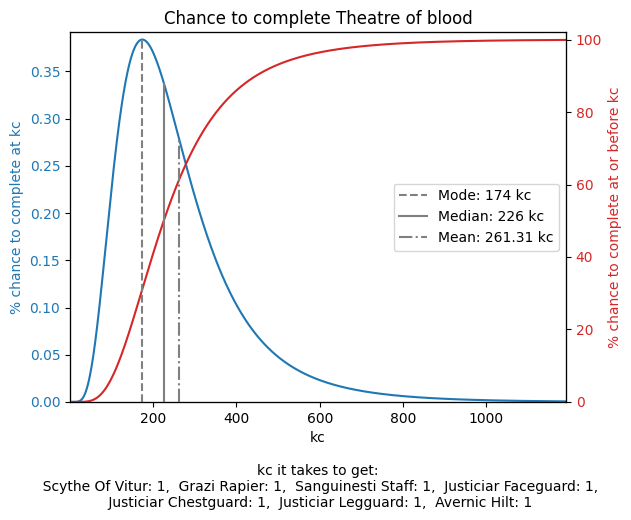 Chance to complete Theatre of blood
% chance to complete at kc
0.35
0.30
0.25
0.20
0.15
0.10
0.05
0.00
100
80
60
40
20
0
% chance to complete at or before kc
Mode: 174 kc
Median: 226 kc
Mean: 261.31 kc
200 400 600 800 1000
kc
kc it takes to get:
Scythe Of Vitur: 1, Grazi Rapier: 1, Sanguinesti Staff: 1, Justiciar Faceguard: 1,
Justiciar Chestguard: 1, Justiciar Legguard: 1, Avernic Hilt: 1